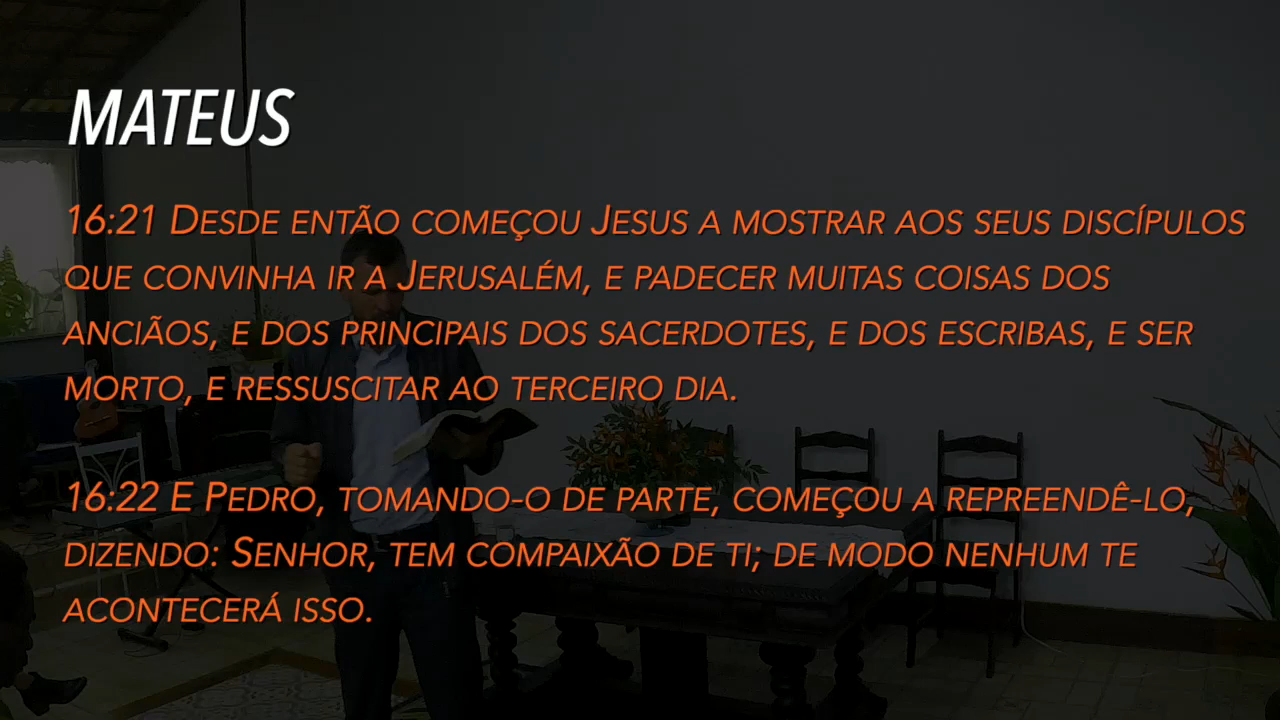 MATEUS
16:21 Desde então começou Jesus a mostrar aos seus discípulos
que convinha ir a Jerusalém, e padecer muitas coisas dos
anciãos, e dos principais dos sacerdotes, e dos escribas, e ser
morto, e ressuscitar ao terceiro dia.
16:22 E Pedro, tomando-o de parte, começou a repreendê-lo,
dizendo: Senhor, tem compaixão de ti; de modo nenhum te
acontecerá isso.